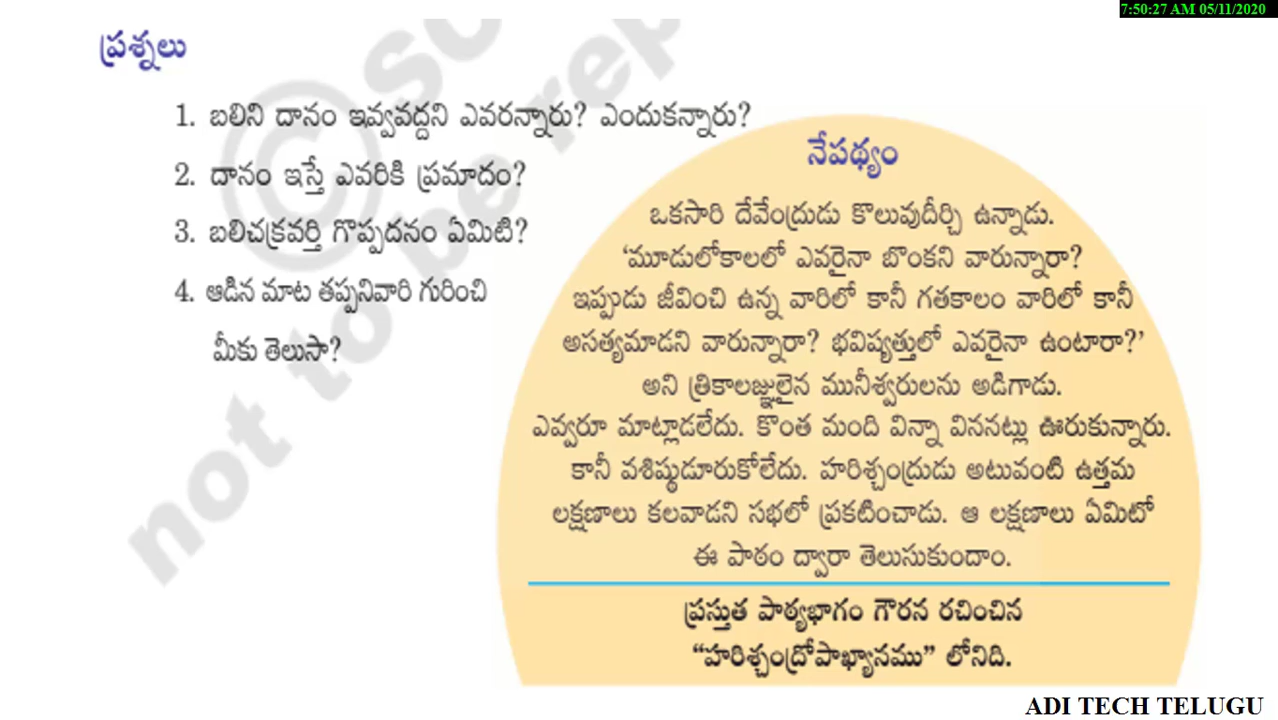 7:50:27 AM 05/11/2020
ప్రశ్నలు
1. బలిని దానం ఇవ్వవద్దని ఎవరన్నారు? ఎందుకన్నారు?
2. దానం ఇస్తే ఎవరికి ప్రమాదం?
3. బలిచక్రవర్తి గొప్పదనం ఏమిటి?
4. ఆడిన మాట తప్పనివారి గురించి
మీకు తెలుసా?
నేపథ్యం
ఒకసారి దేవేంద్రుడు కొలువుదీర్చి ఉన్నాడు.
‘మూడులోకాలలో ఎవరైనా బొంకని వారున్నారా?
ఇప్పుడు జీవించి ఉన్న వారిలో కానీ గతకాలం వారిలో కానీ
అసత్యమాడని వారున్నారా? భవిష్యత్తులో ఎవరైనా ఉంటారా?’
అని త్రికాలజ్ఞులైన మునీశ్వరులను అడిగాడు.
ఎవ్వరూ మాట్లాడలేదు. కొంత మంది విన్నా విననట్లు ఊరుకున్నారు.
కానీ వశిష్ఠుడూరుకోలేదు. హరిశ్చంద్రుడు అటువంటి ఉత్తమ
లక్షణాలు కలవాడని సభలో ప్రకటించాడు. ఆ లక్షణాలు ఏమిటో
ఈ పాఠం ద్వారా తెలుసుకుందాం.
ప్రస్తుత పాఠ్యభాగం గౌరన రచించిన
“హరిశ్చంద్రోపాఖ్యానము” లోనిది.
not to be rep
ADI TECH TELUGU